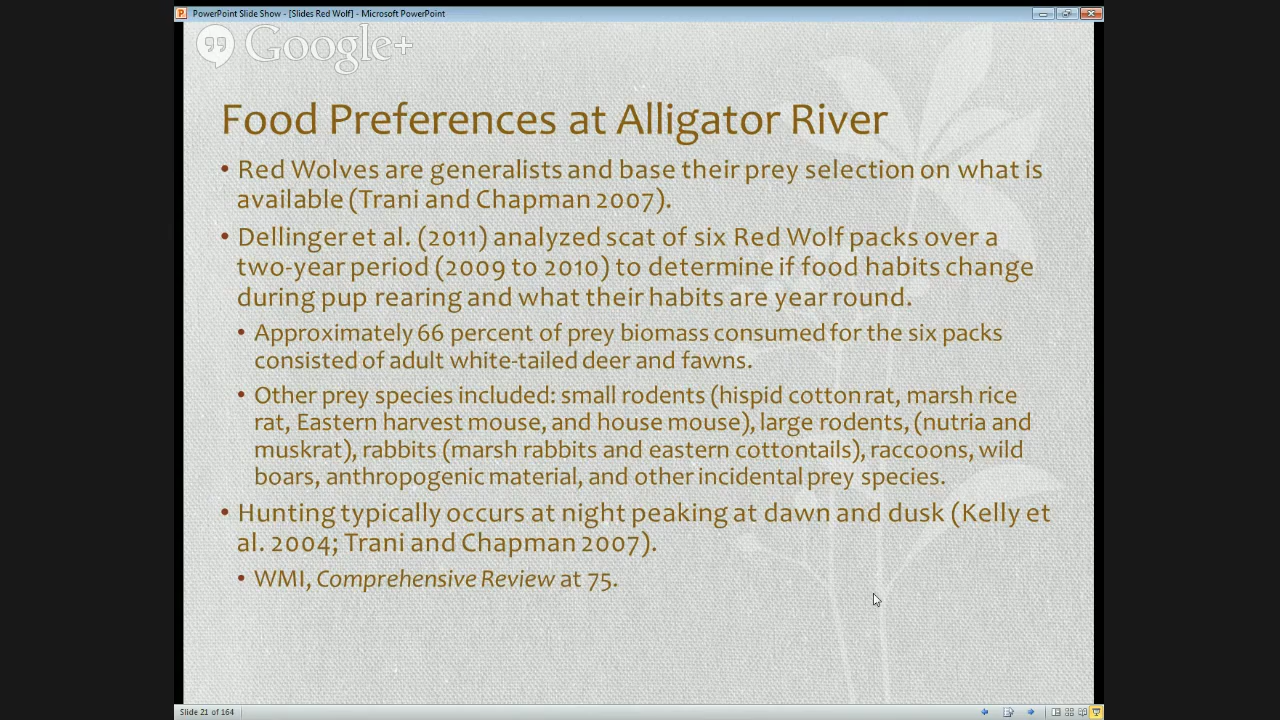 PowerPoint Slide Show - [Slides Red Wolf] - Microsoft PowerPoint
Google+
Food Preferences at Alligator River
• Red Wolves are generalists and base their prey selection on what is
available (Trani and Chapman 2007).
• Dellinger et al. (2011) analyzed scat of six Red Wolf packs over a
two-year period (2009 to 2010) to determine if food habits change
during pup rearing and what their habits are year round.
• Approximately 66 percent of prey biomass consumed for the six packs
consisted of adult white-tailed deer and fawns.
• Other prey species included: small rodents (hispid cotton rat, marsh rice
rat, Eastern harvest mouse, and house mouse), large rodents, (nutria and
muskrat), rabbits (marsh rabbits and eastern cottontails), raccoons, wild
boars, anthropogenic material, and other incidental prey species.
• Hunting typically occurs at night peaking at dawn and dusk (Kelly et
al. 2004; Trani and Chapman 2007).
• WMI, Comprehensive Review at 75.
Slide 21 of 164